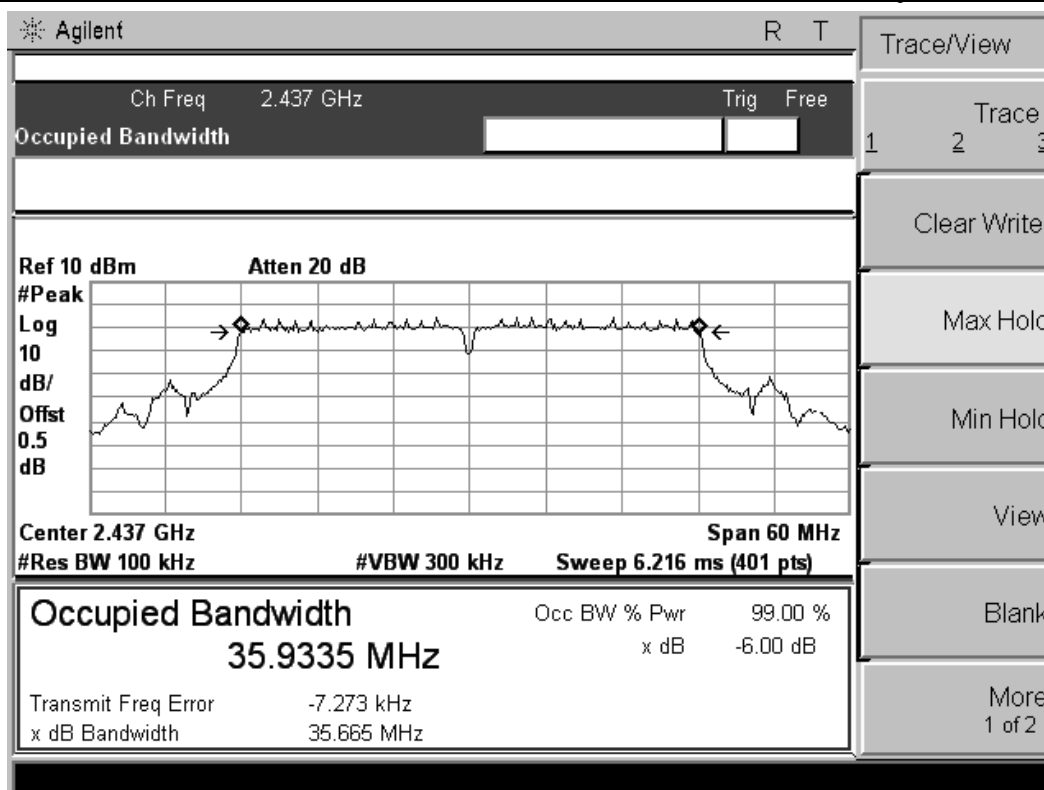 Agilent R T
Ch Freq 2.437 GHz Trig Free
Occupied Bandwidth
Ref 10 dBm Atten 20 dB
#Peak
Log
10
dB/
Offst
0.5
dB
Center 2.437 GHz Span 60 MHz
#Res BW 100 kHz #VBW 300 kHz Sweep 6.216 ms (401 pts)
Occupied Bandwidth
35.9335 MHz
Occ BW % Pwr 99.00 %
x dB -6.00 dB
Transmit Freq Error -7.273 kHz
x dB Bandwidth 35.665 MHz
Trace/View
Trace
1 2 3
Clear Write
Max Hold
Min Hold
View
Blank
More
1 of 2